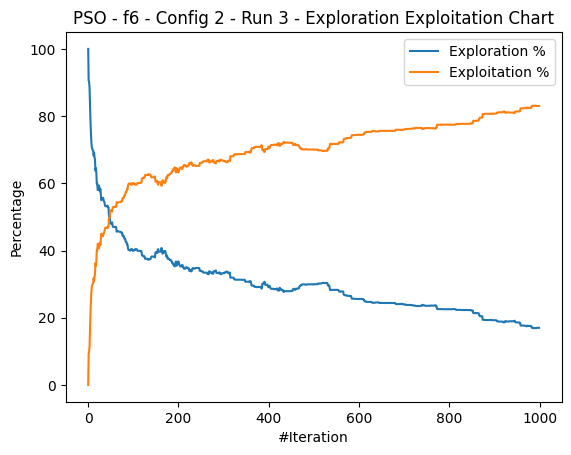 PSO - f6 - Config 2 - Run 3 - Exploration Exploitation Chart
Exploration %
Exploitation %
Percentage
100
80
60
40
20
0
0 200 400 600 800 1000
#Iteration